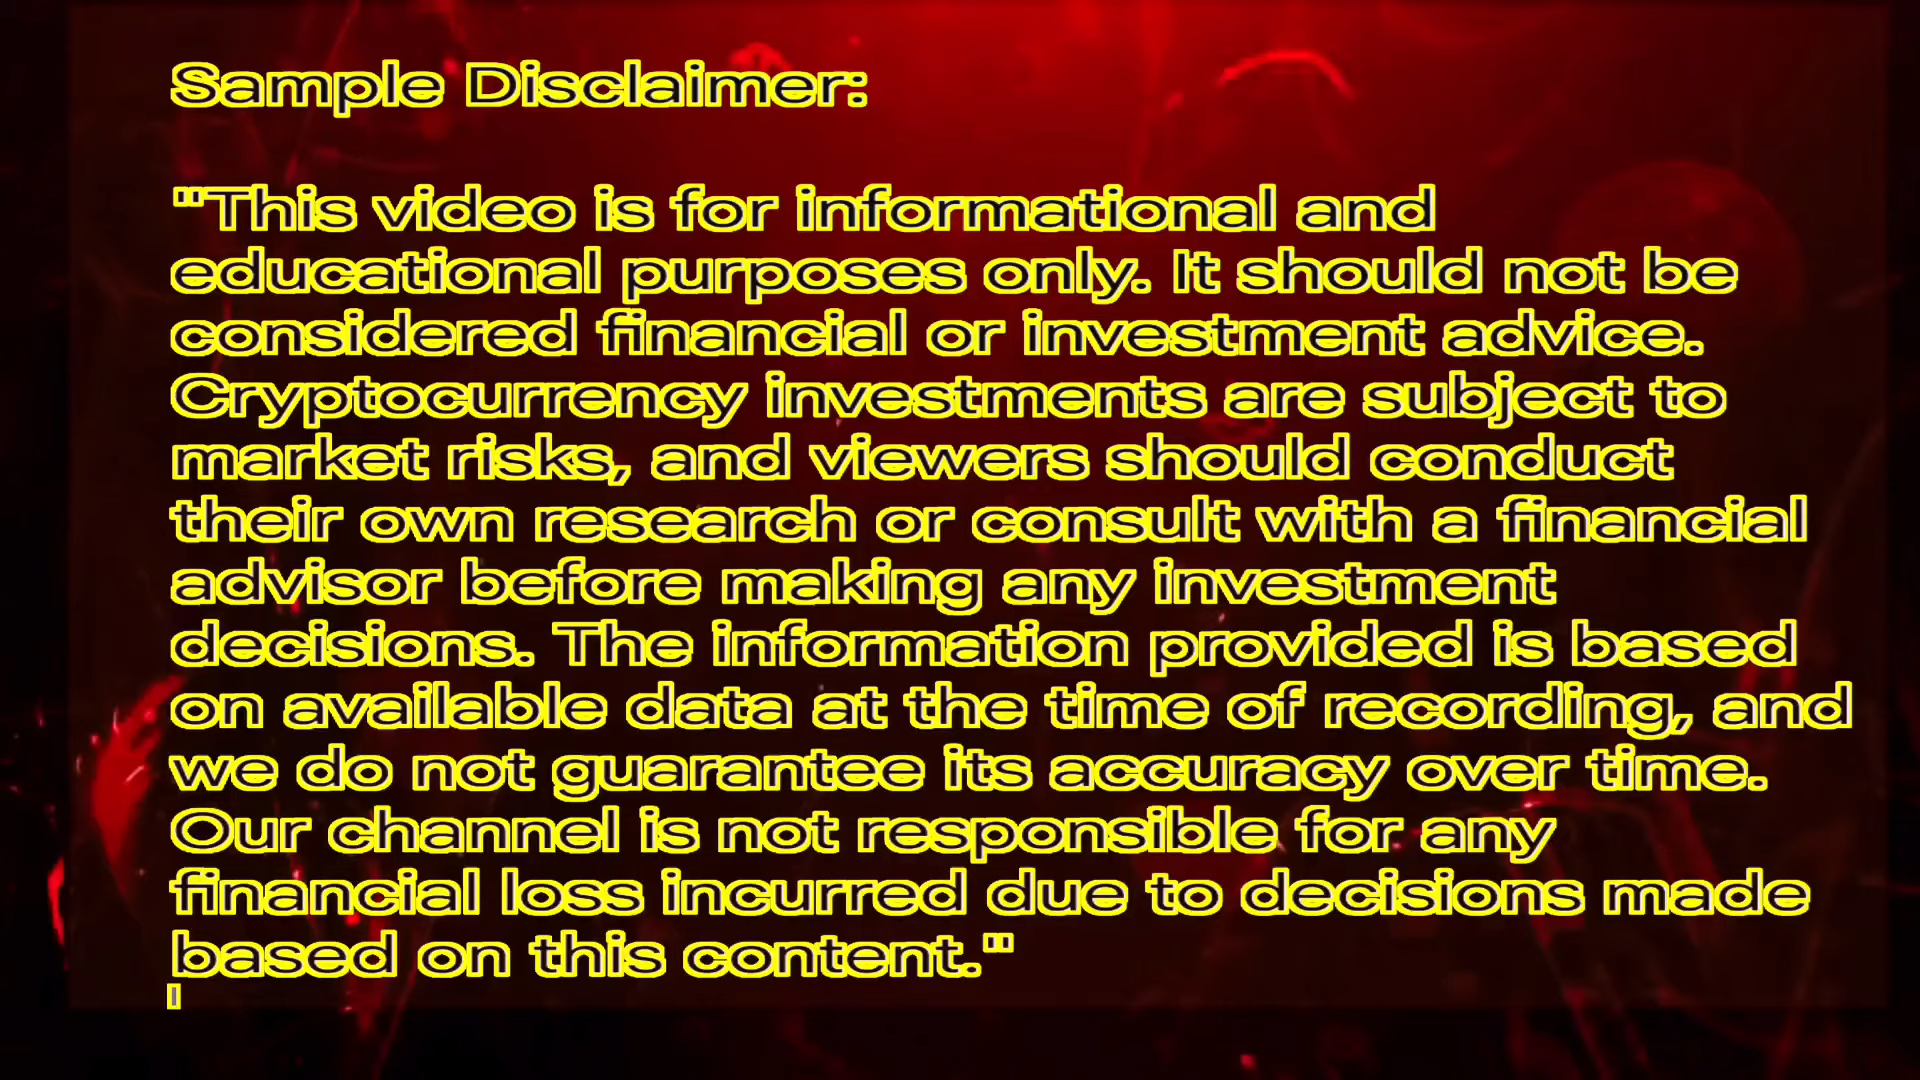 Sample Disclaimer:
"This video is for informational and
educational purposes only. It should not be
considered financial or investment advice.
Cryptocurrency investments are subject to
market risks, and viewers should conduct
their own research or consult with a financial
advisor before making any investment
decisions. The information provided is based
on available data at the time of recording, and
we do not guarantee its accuracy over time.
Our channel is not responsible for any
financial loss incurred due to decisions made
based on this content."